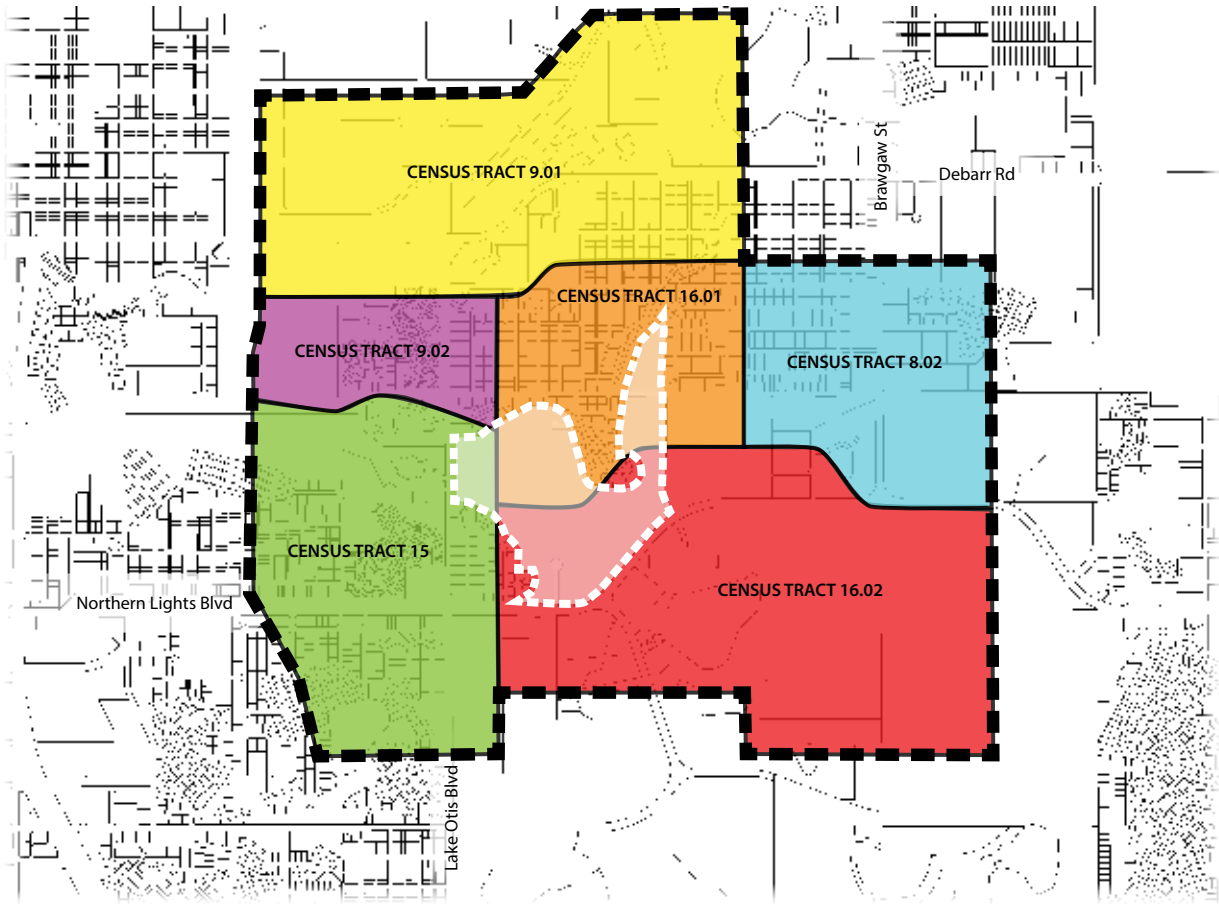 CENSUS TRACT 9.01
Brawgaw St
Debarr Rd
CENSUS TRACT 16.01
CENSUS TRACT 9.02
CENSUS TRACT 8.02
CENSUS TRACT 15
CENSUS TRACT 16.02
Northern Lights Blvd
Lake Otis Blvd